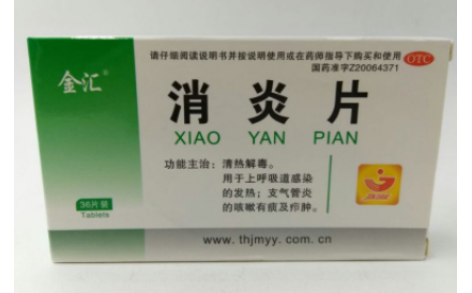 请仔细阅读说明书并按说明使用或在药师指导下购买和使用
国药准字Z20064371
OTC
金汇®
消炎片
XIAO YAN PIAN
功能主治：清热解毒。
用于上呼吸道感染
的发热；支气管炎
的咳嗽有痰及疖肿。
36片装
Tablets
www.thjmyy.com.cn